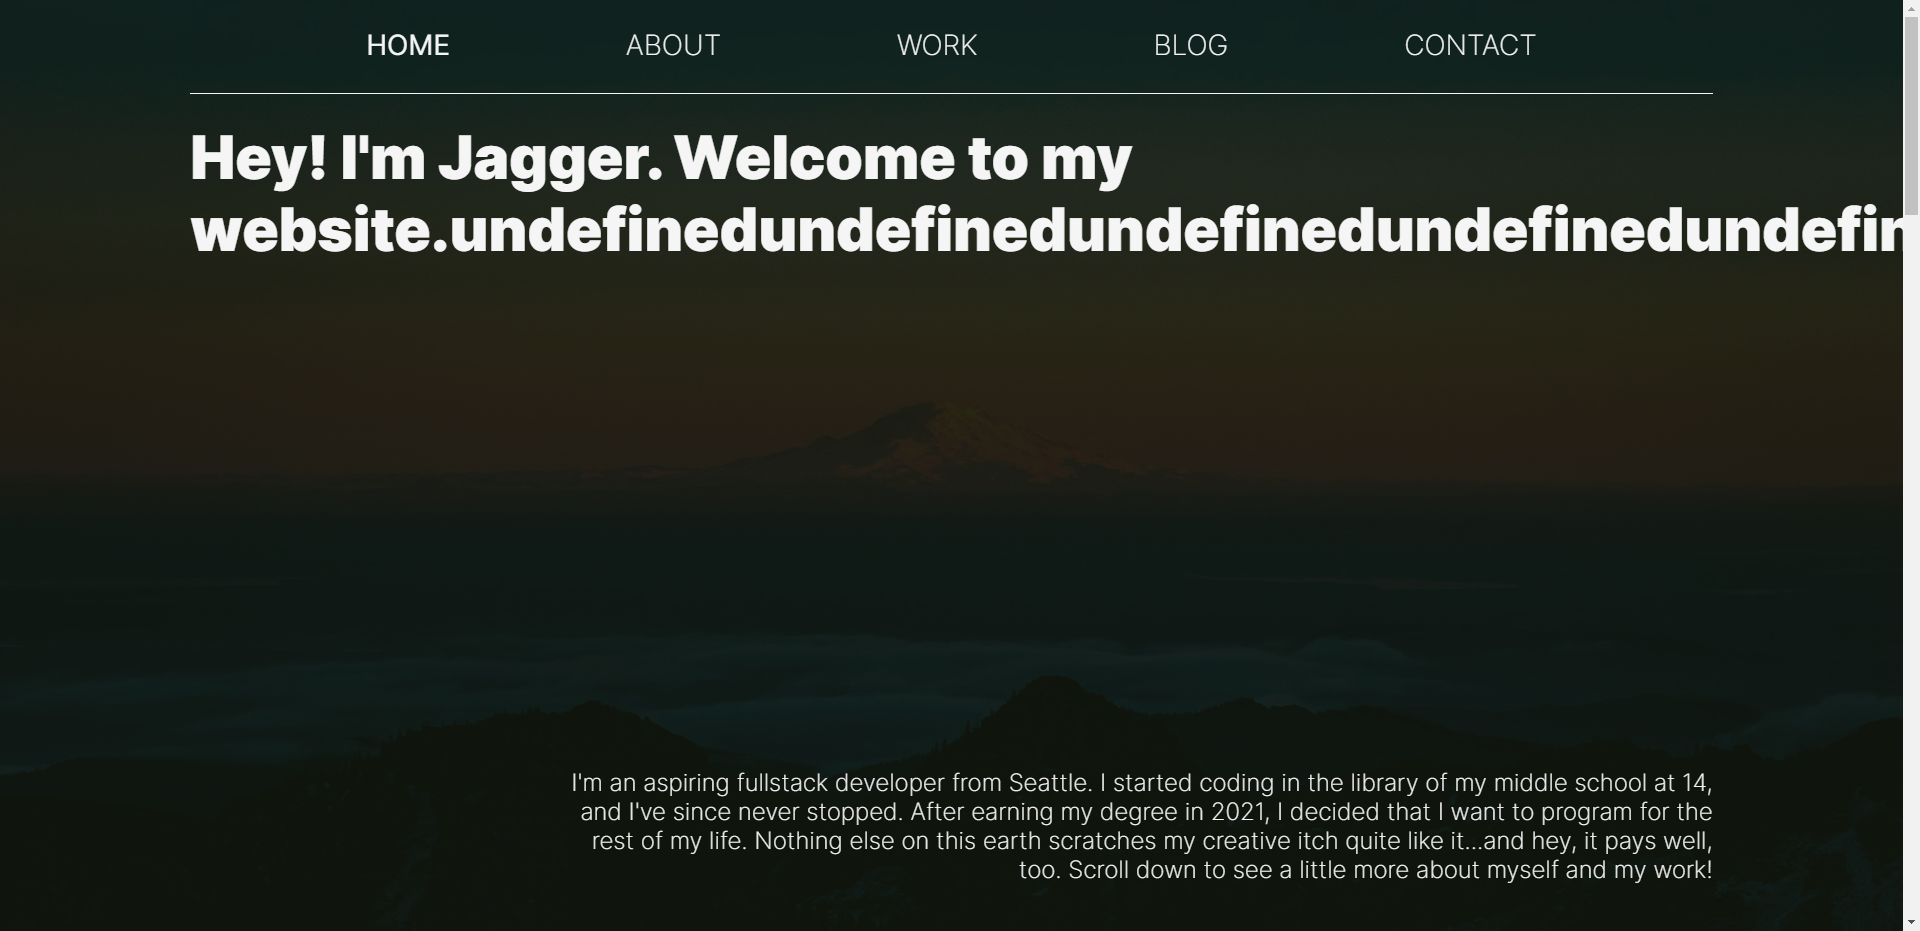 HOME ABOUT WORK BLOG CONTACT
Hey! I'm Jagger. Welcome to my
website.undefinedundefinedundefinedundefinedundefin
I'm an aspiring fullstack developer from Seattle. I started coding in the library of my middle school at 14,
and I've since never stopped. After earning my degree in 2021, I decided that I want to program for the
rest of my life. Nothing else on this earth scratches my creative itch quite like it...and hey, it pays well,
too. Scroll down to see a little more about myself and my work!